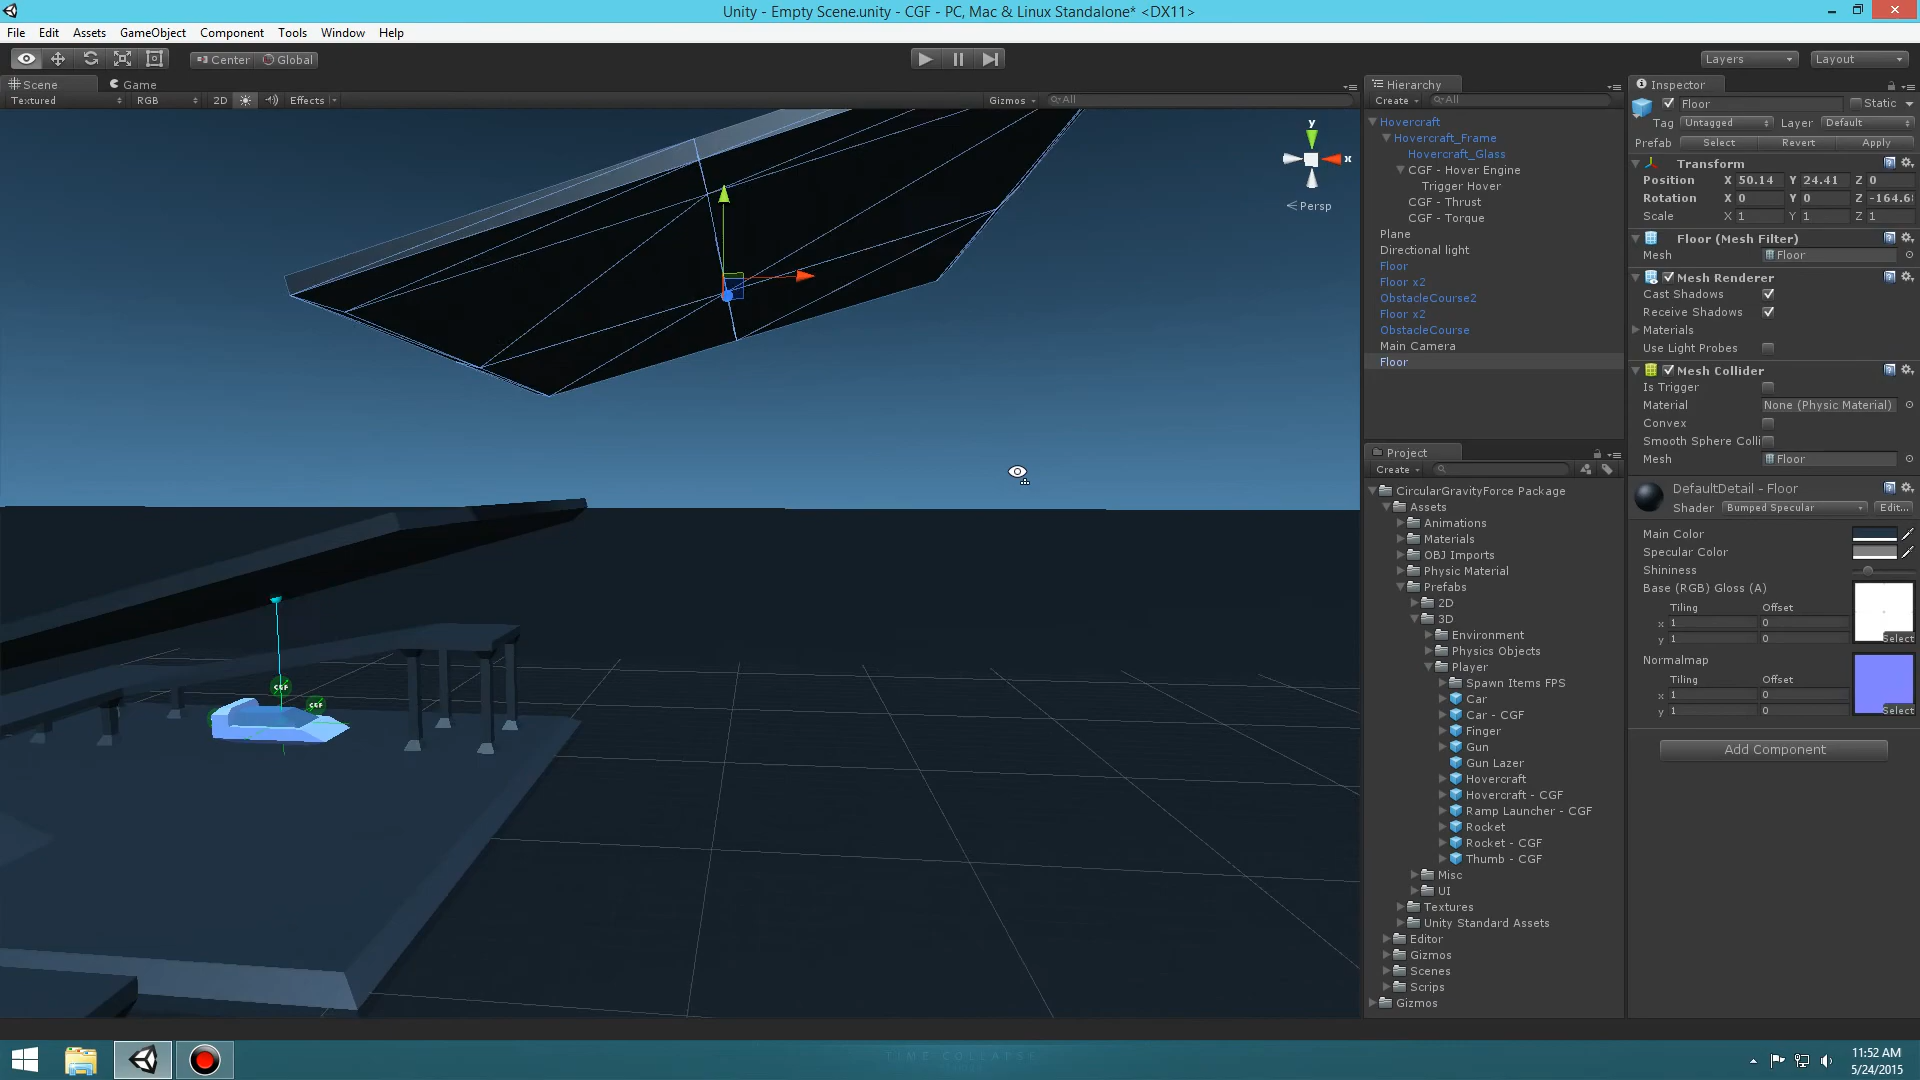 Unity - Empty Scene.unity - CGF - PC, Mac & Linux Standalone* <DX11>
File Edit Assets GameObject Component Tools Window Help
Center Global
Layers Layout
Scene Game
Textured RGB 2D Effects Gizmos All
y
x
Persp
CGF
CGF
Hierarchy
Create All
Hovercraft
Hovercraft_Frame
Hovercraft_Glass
CGF - Hover Engine
Trigger Hover
CGF - Thrust
CGF - Torque
Plane
Directional light
Floor
Floor x2
ObstacleCourse2
Floor x2
ObstacleCourse
Main Camera
Floor
Project
Create
CircularGravityForce Package
Assets
Animations
Materials
OBJ Imports
Physic Material
Prefabs
2D
3D
Environment
Physics Objects
Player
Spawn Items FPS
Car
Car - CGF
Finger
Gun
Gun Lazer
Hovercraft
Hovercraft - CGF
Ramp Launcher - CGF
Rocket
Rocket - CGF
Thumb - CGF
Misc
UI
Textures
Unity Standard Assets
Editor
Gizmos
Scenes
Scrips
Gizmos
Inspector
Floor Static
Tag Untagged Layer Default
Prefab Select Revert Apply
Transform
Position X 50.14 Y 24.41 Z 0
Rotation X 0 Y 0 Z -164.6
Scale X 1 Y 1 Z 1
Floor (Mesh Filter)
Mesh Floor
Mesh Renderer
Cast Shadows
Receive Shadows
Materials
Use Light Probes
Mesh Collider
Is Trigger
Material None (Physic Material)
Convex
Smooth Sphere Colli
Mesh Floor
DefaultDetail - Floor
Shader Bumped Specular Edit...
Main Color
Specular Color
Shininess
Base (RGB) Gloss (A)
Tiling Offset
x 1 0
y 1 0
Select
Normalmap
Tiling Offset
x 1 0
y 1 0
Select
Add Component
TIME COLLAPSE
11:52 AM
5/24/2015